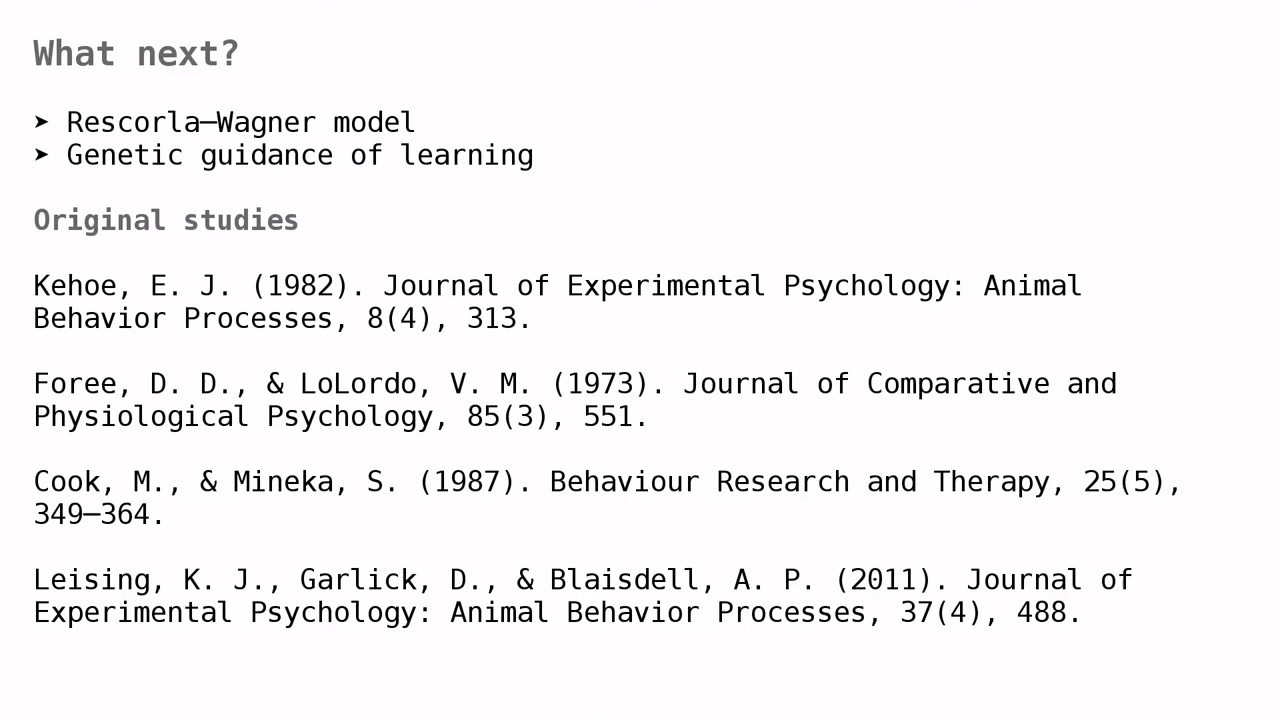 What next?
➤ Rescorla–Wagner model
➤ Genetic guidance of learning
Original studies
Kehoe, E. J. (1982). Journal of Experimental Psychology: Animal
Behavior Processes, 8(4), 313.
Foree, D. D., & LoLordo, V. M. (1973). Journal of Comparative and
Physiological Psychology, 85(3), 551.
Cook, M., & Mineka, S. (1987). Behaviour Research and Therapy, 25(5),
349–364.
Leising, K. J., Garlick, D., & Blaisdell, A. P. (2011). Journal of
Experimental Psychology: Animal Behavior Processes, 37(4), 488.